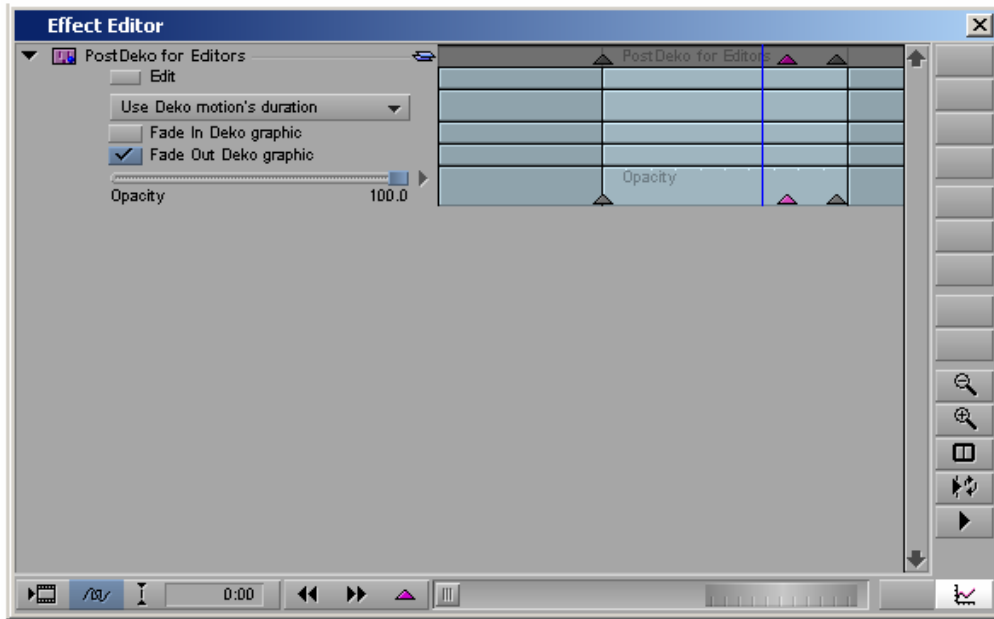 Effect Editor
PostDeko for Editors
PostDeko for Editors
Edit
Use Deko motion's duration
Fade In Deko graphic
Fade Out Deko graphic
Opacity
Opacity 100.0
0:00